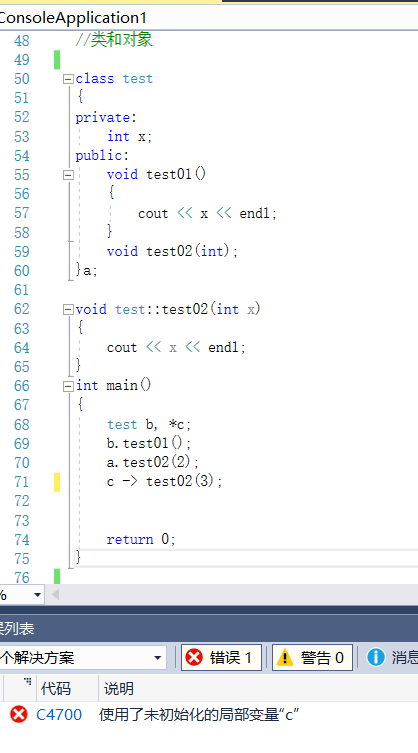 ConsoleApplication1
48 //类和对象
49
50 class test
51 {
52 private:
53 int x;
54 public:
55 void test01()
56 {
57 cout << x << endl;
58 }
59 void test02(int);
60 }a;
61
62 void test::test02(int x)
63 {
64 cout << x << endl;
65 }
66 int main()
67 {
68 test b, *c;
69 b.test01();
70 a.test02(2);
71 c -> test02(3);
72
73
74 return 0;
75 }
76
%
误列表
个解决方案 错误 1 警告 0 消息
代码 说明
C4700 使用了未初始化的局部变量“c”